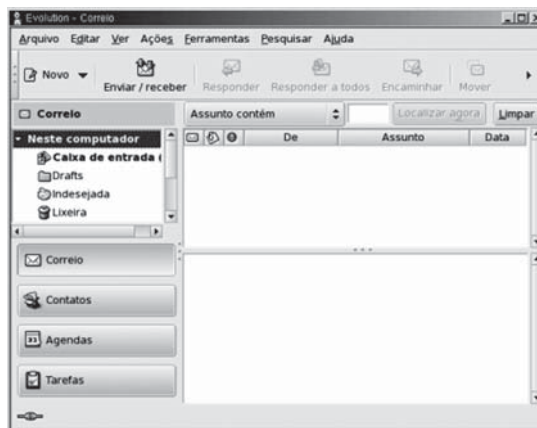 Evolution - Correio
Arquivo Editar Ver Ações Ferramentas Pesquisar Ajuda
Novo Enviar / receber Responder Responder a todos Encaminhar Mover
Correio Assunto contém Localizar agora Limpar
Neste computador De Assunto Data
Caixa de entrada (
Drafts
Indesejada
Lixeira
Correio
Contatos
Agendas
Tarefas